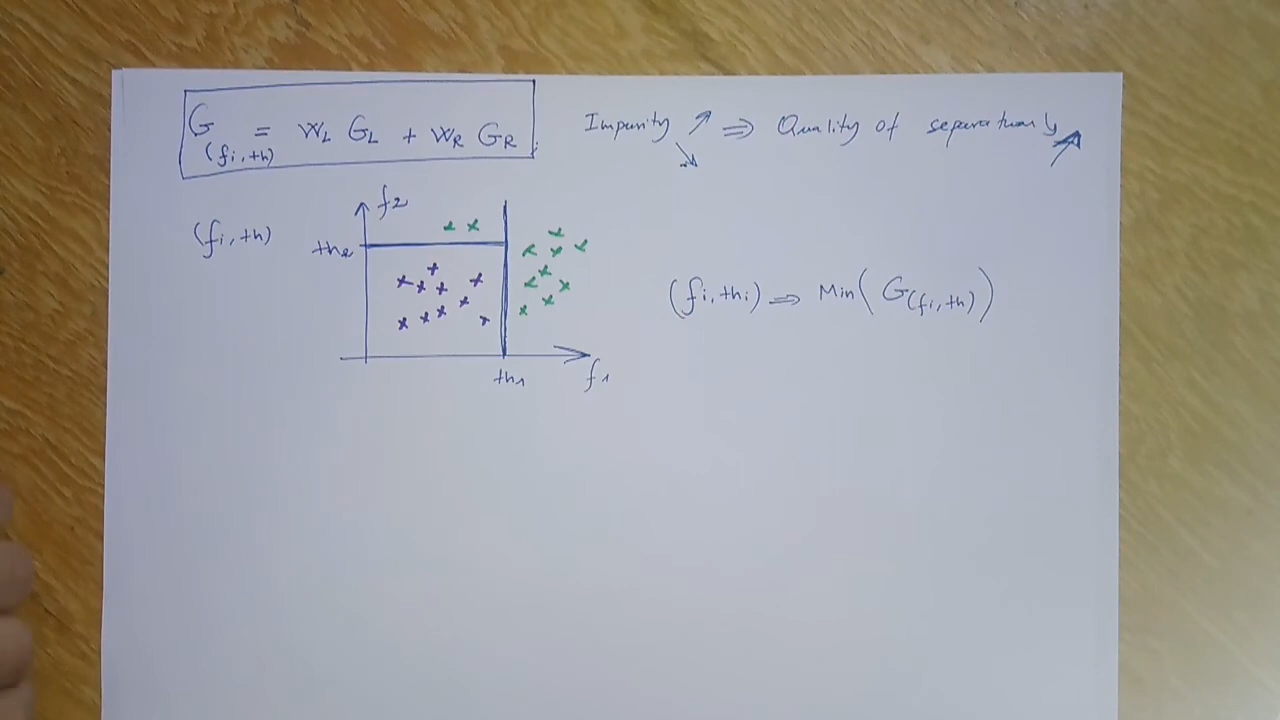 G(fi,th) = WL GL + WR GR
Impurity ↗ ⇒ Quality of separation ↘
↘ ↗
(fi,th)
f2
th2
(fi,thi) ⇒ Min(G(fi,th))
th1
f1